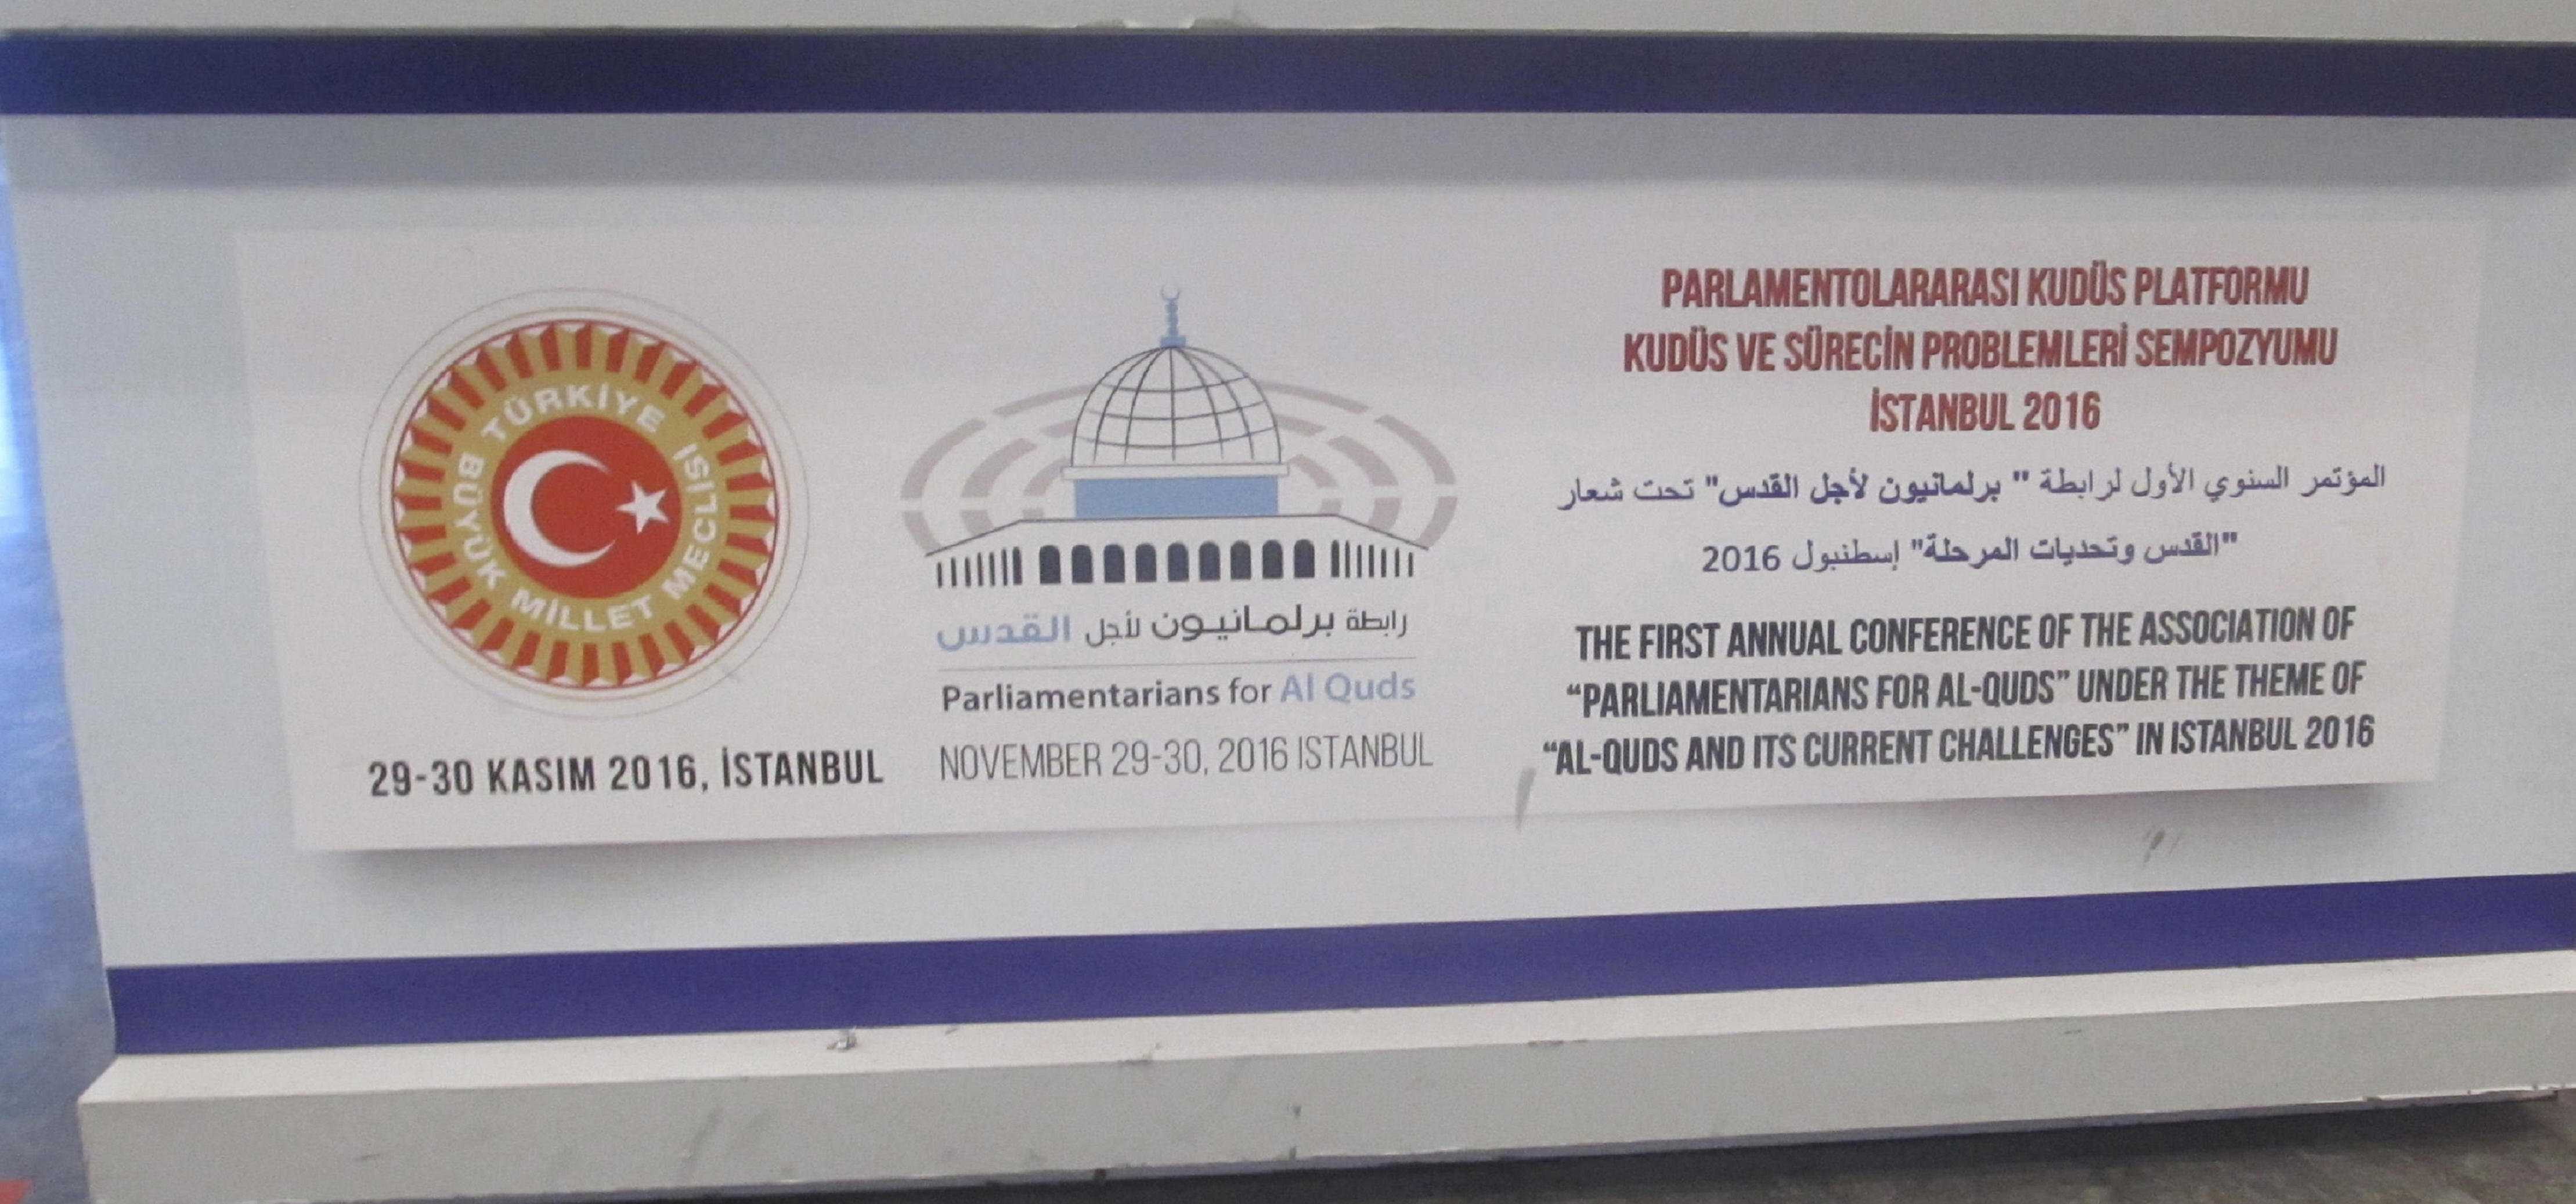 TÜRKİYE BÜYÜK MİLLET MECLİSİ
29-30 KASIM 2016, İSTANBUL
رابطة برلمانيون لأجل القدس
Parliamentarians for Al Quds
NOVEMBER 29-30, 2016 ISTANBUL
PARLAMENTOLARARASI KUDÜS PLATFORMU
KUDÜS VE SÜRECİN PROBLEMLERİ SEMPOZYUMU
İSTANBUL 2016
المؤتمر السنوي الأول لرابطة " برلمانيون لأجل القدس" تحت شعار
"القدس وتحديات المرحلة" إسطنبول 2016
THE FIRST ANNUAL CONFERENCE OF THE ASSOCIATION OF
“PARLIAMENTARIANS FOR AL-QUDS” UNDER THE THEME OF
“AL-QUDS AND ITS CURRENT CHALLENGES” IN ISTANBUL 2016